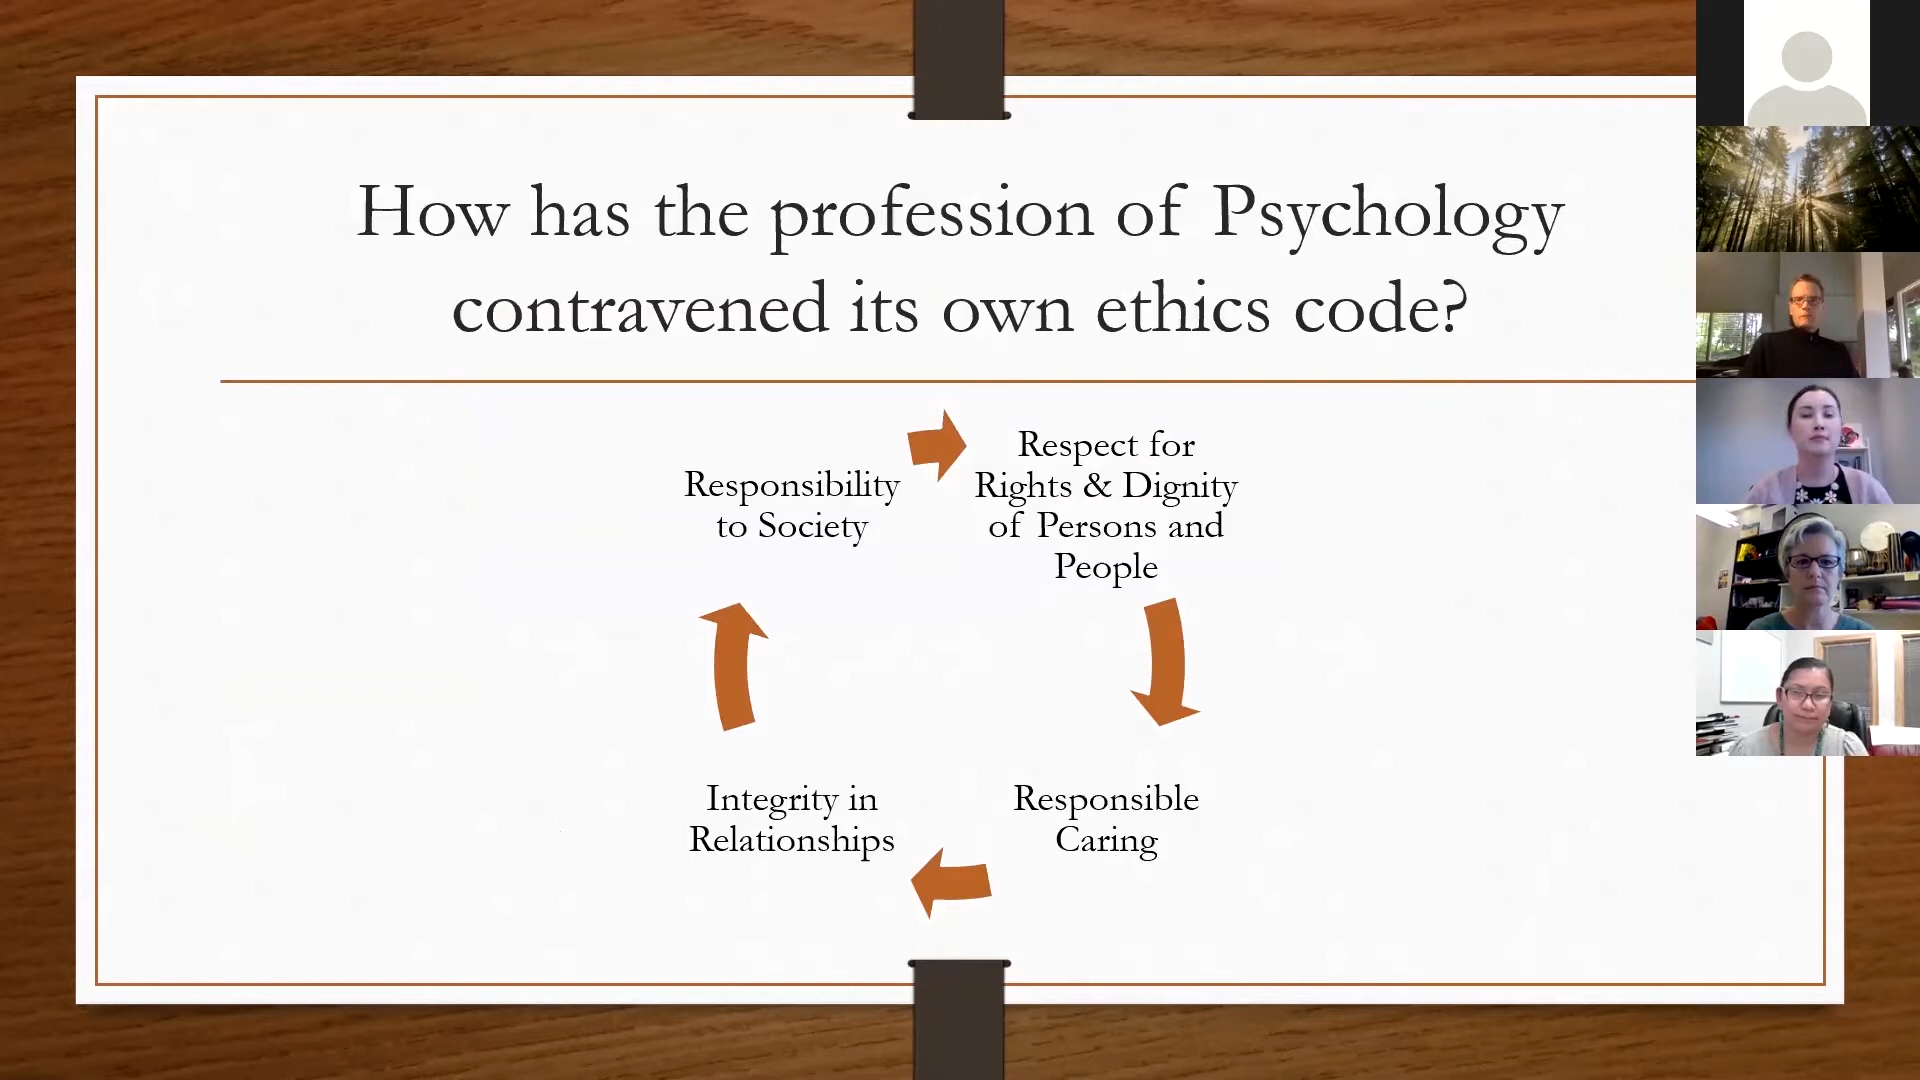 How has the profession of Psychology
contravened its own ethics code?
Responsibility
to Society
Respect for
Rights & Dignity
of Persons and
People
Integrity in
Relationships
Responsible
Caring